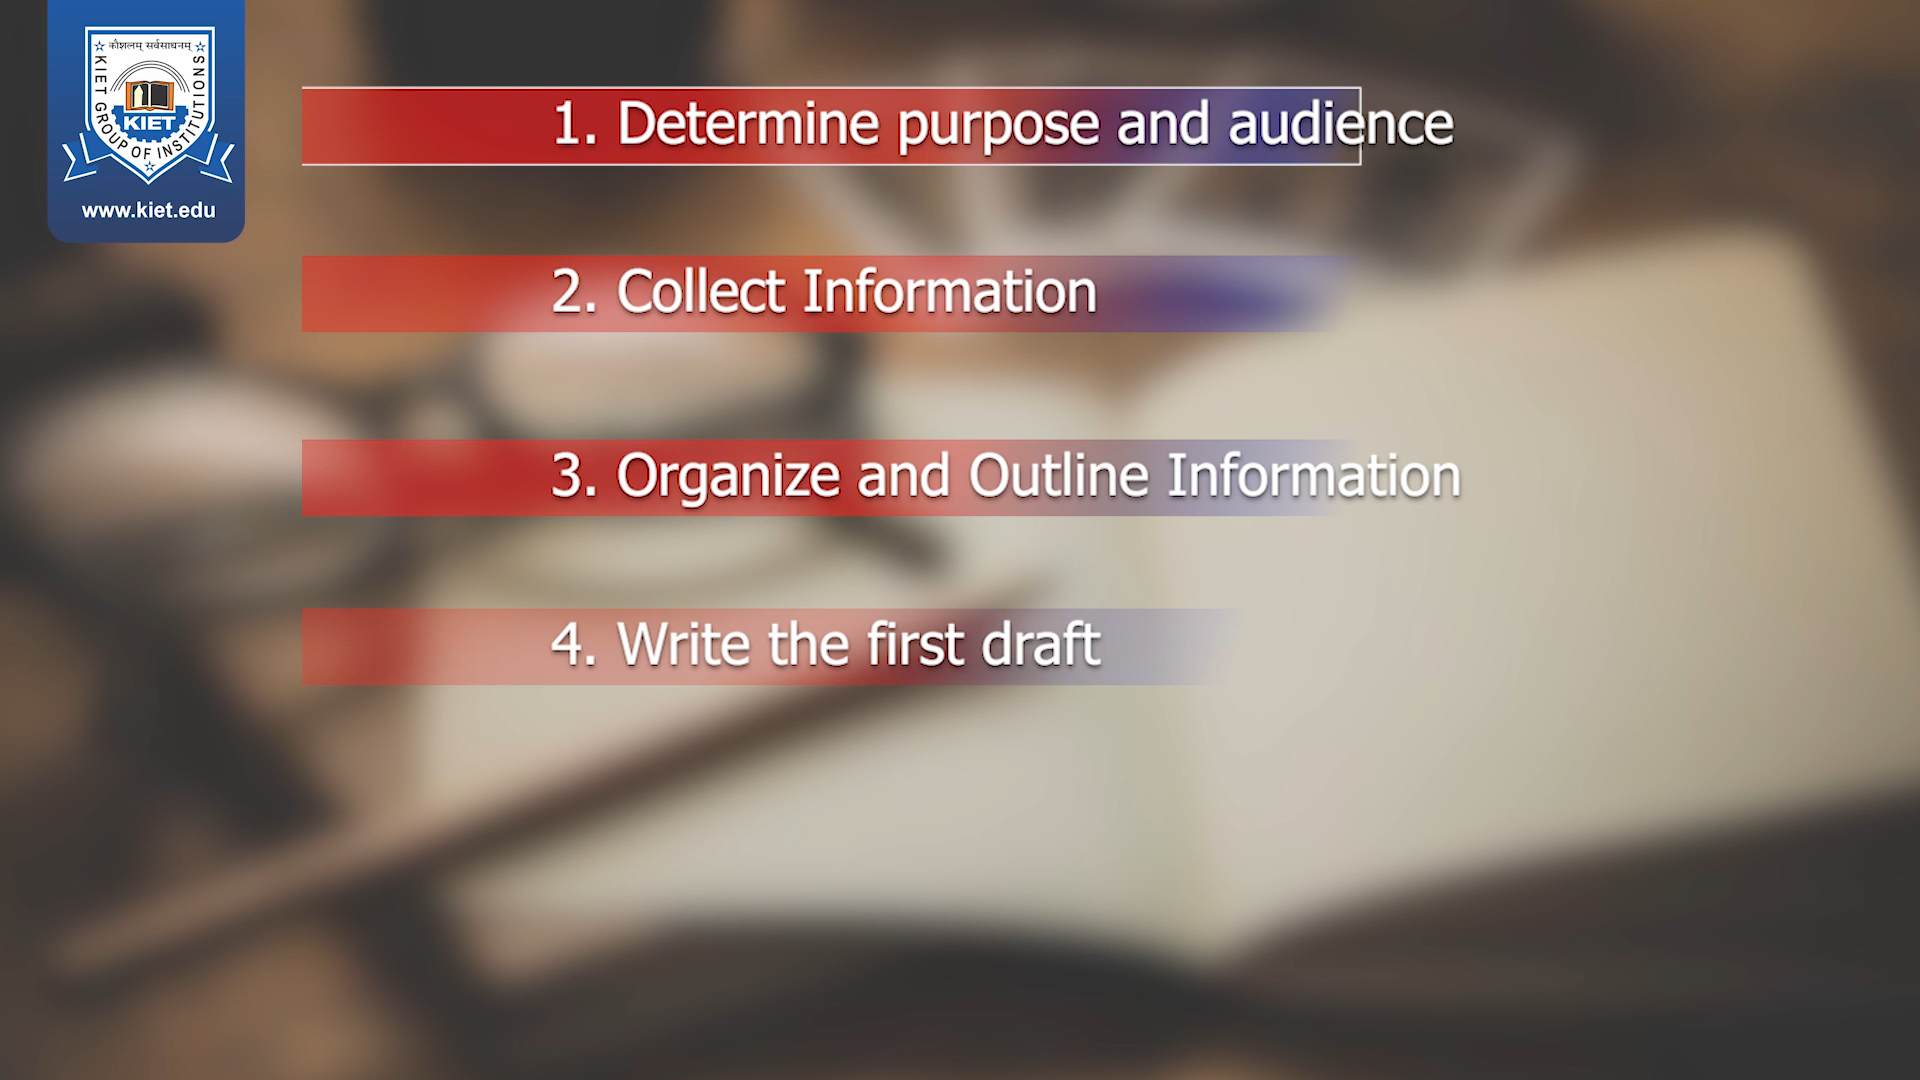 कौशलम् सर्वसाधनम्
KIET GROUP OF INSTITUTIONS
KIET
www.kiet.edu
1. Determine purpose and audience
2. Collect Information
3. Organize and Outline Information
4. Write the first draft